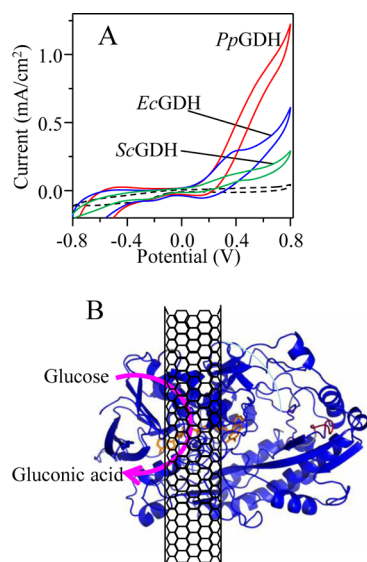 A
PpGDH
EcGDH
ScGDH
Current (mA/cm²)
1.0
0.5
0.0
-0.8 -0.4 0.0 0.4 0.8
Potential (V)
B
Glucose
Gluconic acid